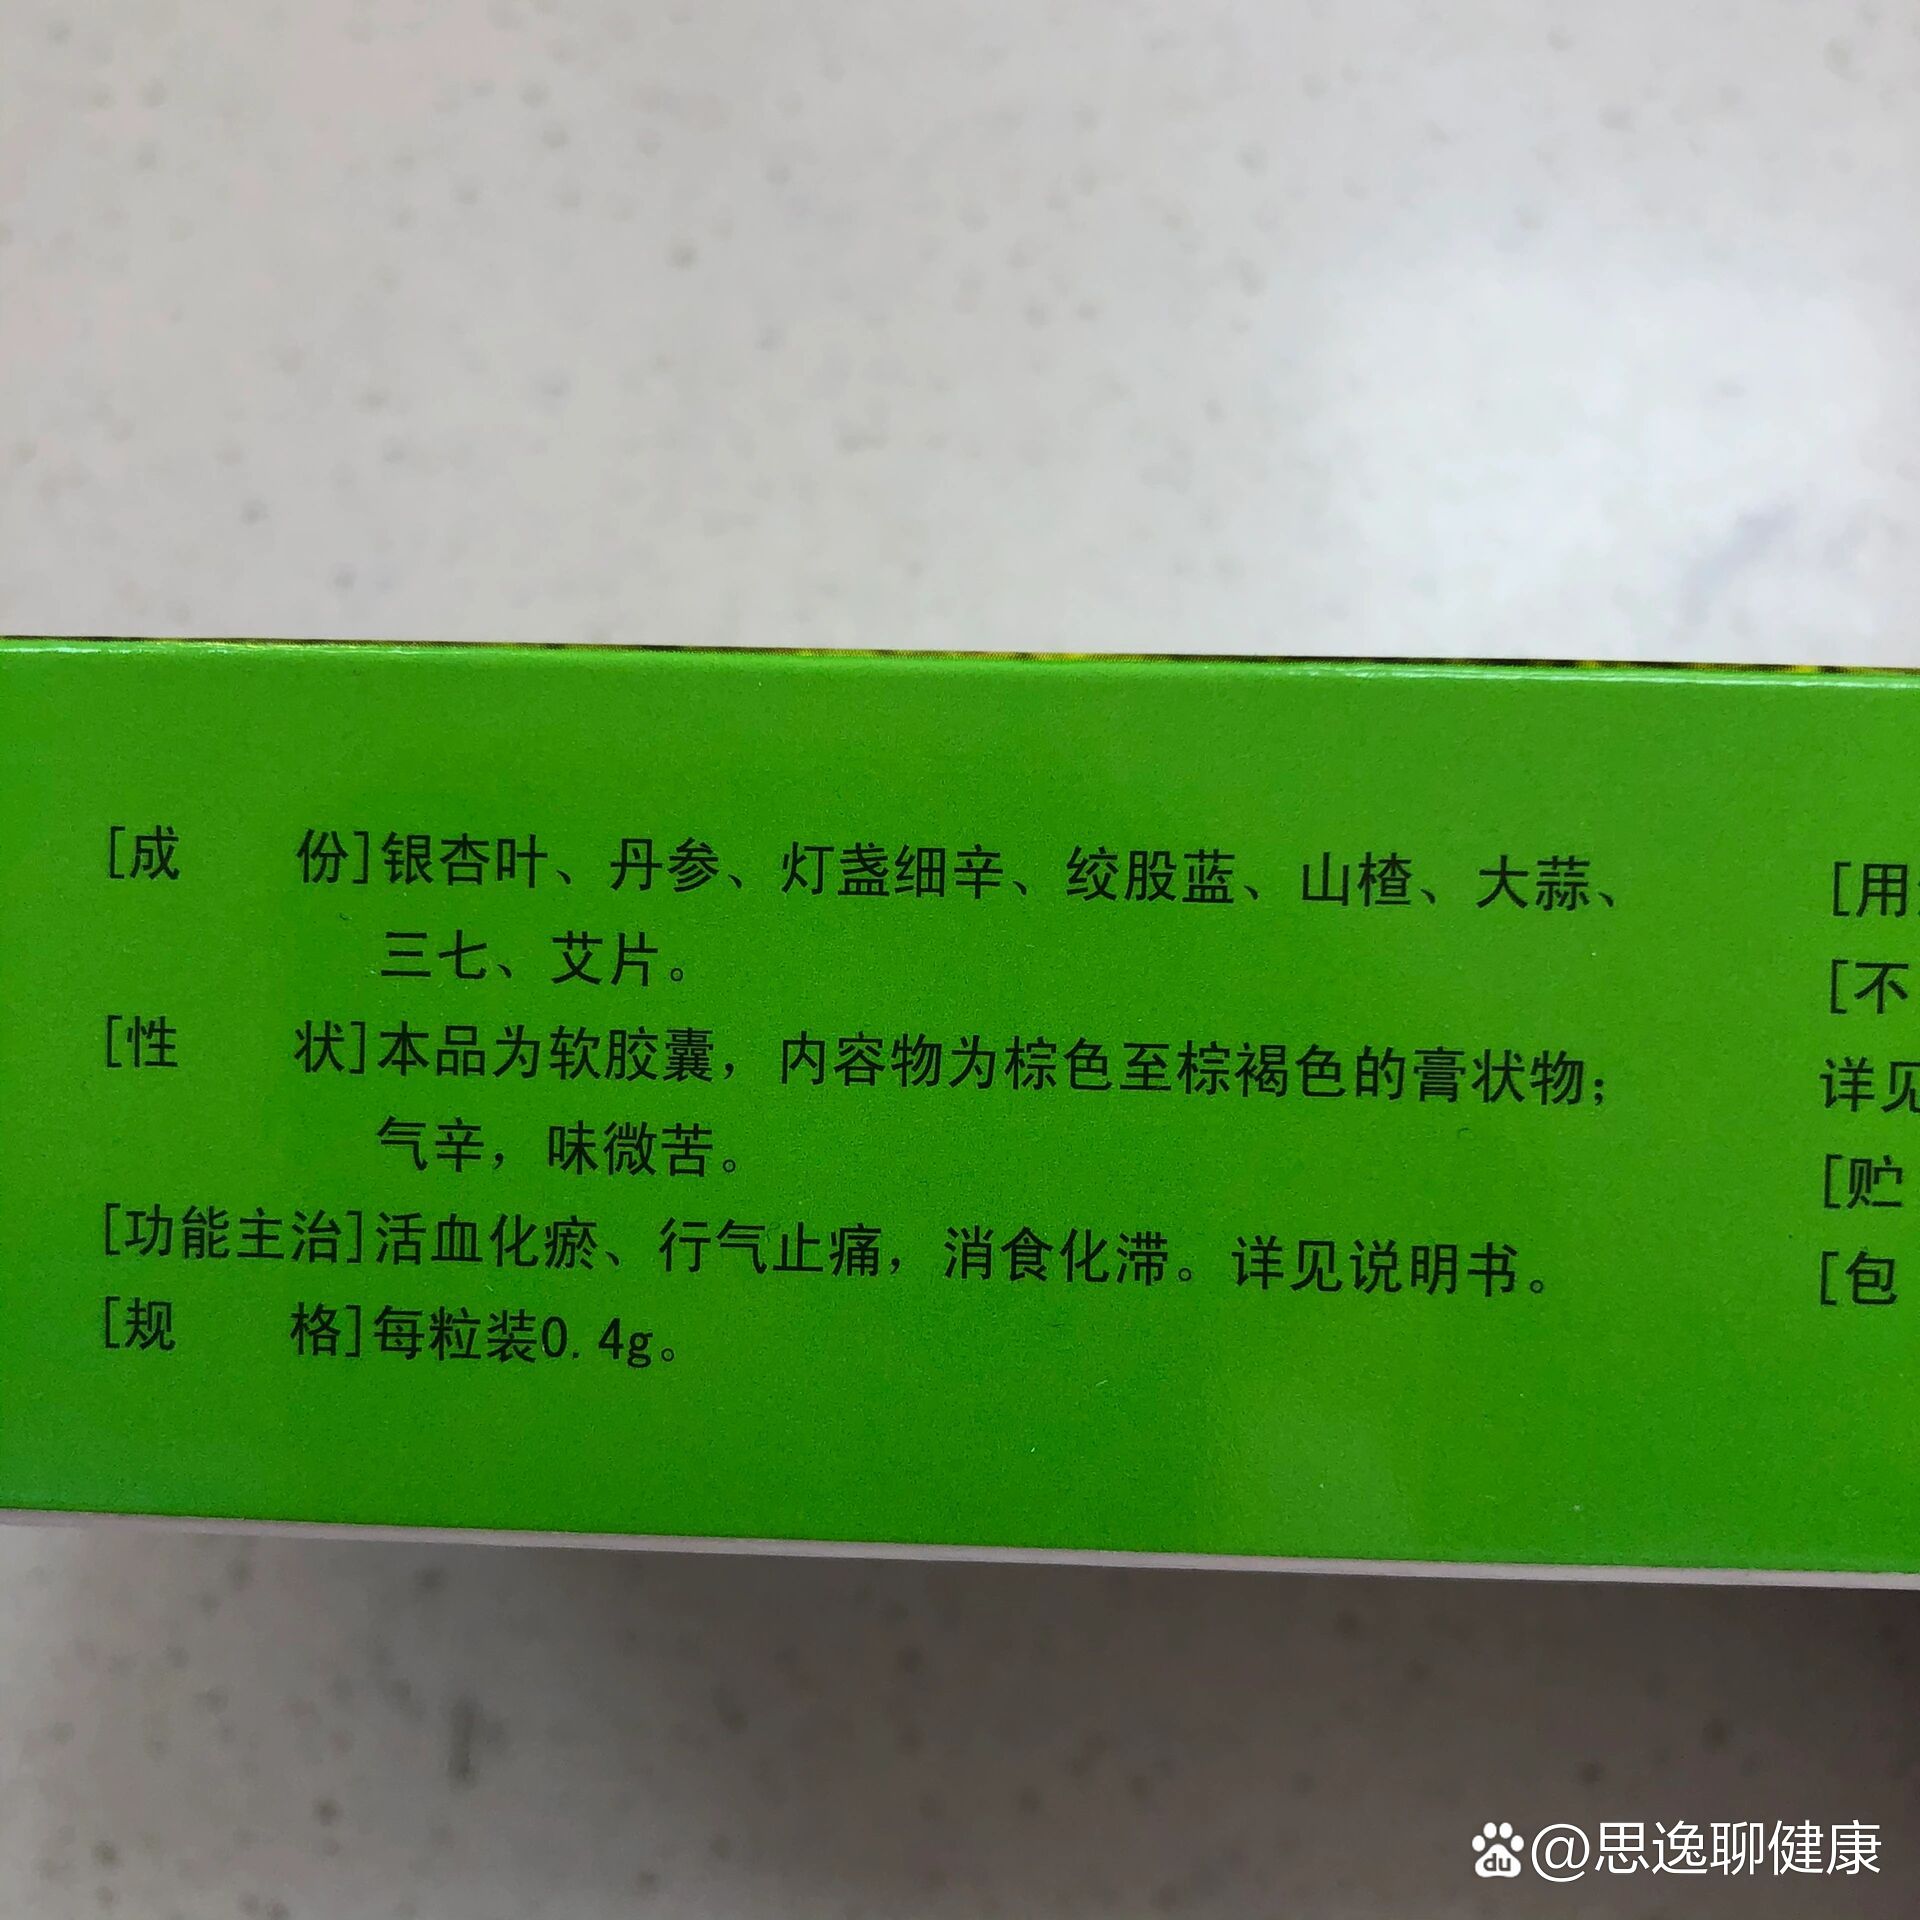 [成 份]银杏叶、丹参、灯盏细辛、绞股蓝、山楂、大蒜、
三七、艾片。
[性 状]本品为软胶囊，内容物为棕色至棕褐色的膏状物；
气辛，味微苦。
[功能主治]活血化瘀、行气止痛，消食化滞。详见说明书。
[规 格]每粒装0.4g。
[用
[不
详见
[贮
[包
du @思逸聊健康